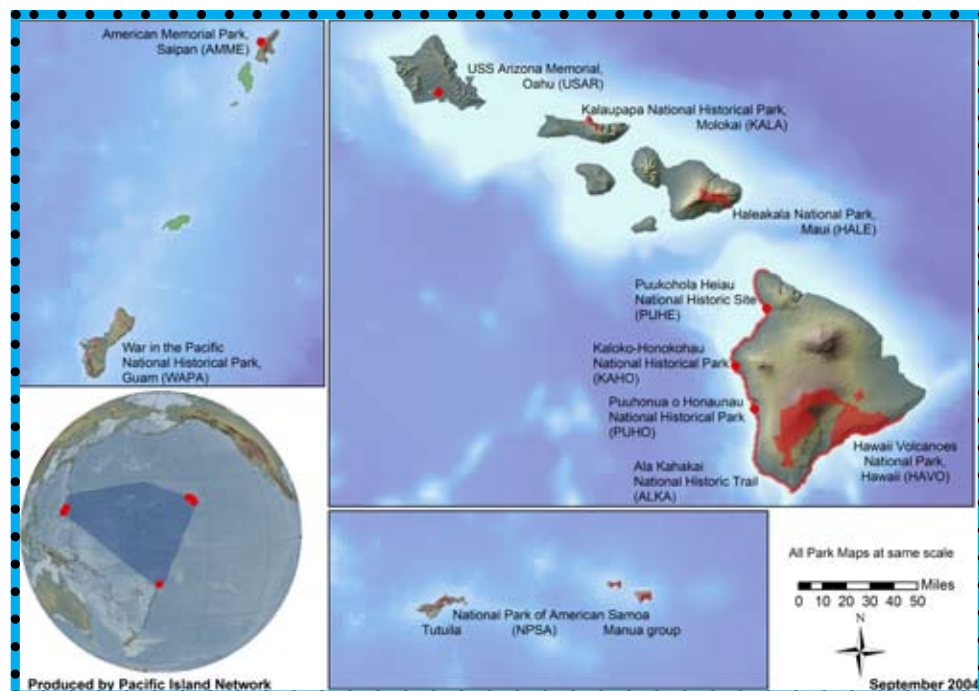 American Memorial Park,
Saipan (AMME)
War in the Pacific
National Historical Park,
Guam (WAPA)
USS Arizona Memorial,
Oahu (USAR)
Kalaupapa National Historical Park,
Molokai (KALA)
Haleakala National Park,
Maui (HALE)
Puukohola Heiau
National Historic Site
(PUHE)
Kaloko-Honokohau
National Historical Park
(KAHO)
Puuhonua o Honaunau
National Historical Park
(PUHO)
Ala Kahakai
National Historic Trail
(ALKA)
Hawaii Volcanoes
National Park,
Hawaii (HAVO)
National Park of American Samoa
Tutuila (NPSA) Manua group
All Park Maps at same scale
Miles
0 10 20 30 40 50
N
Produced by Pacific Island Network
September 2004